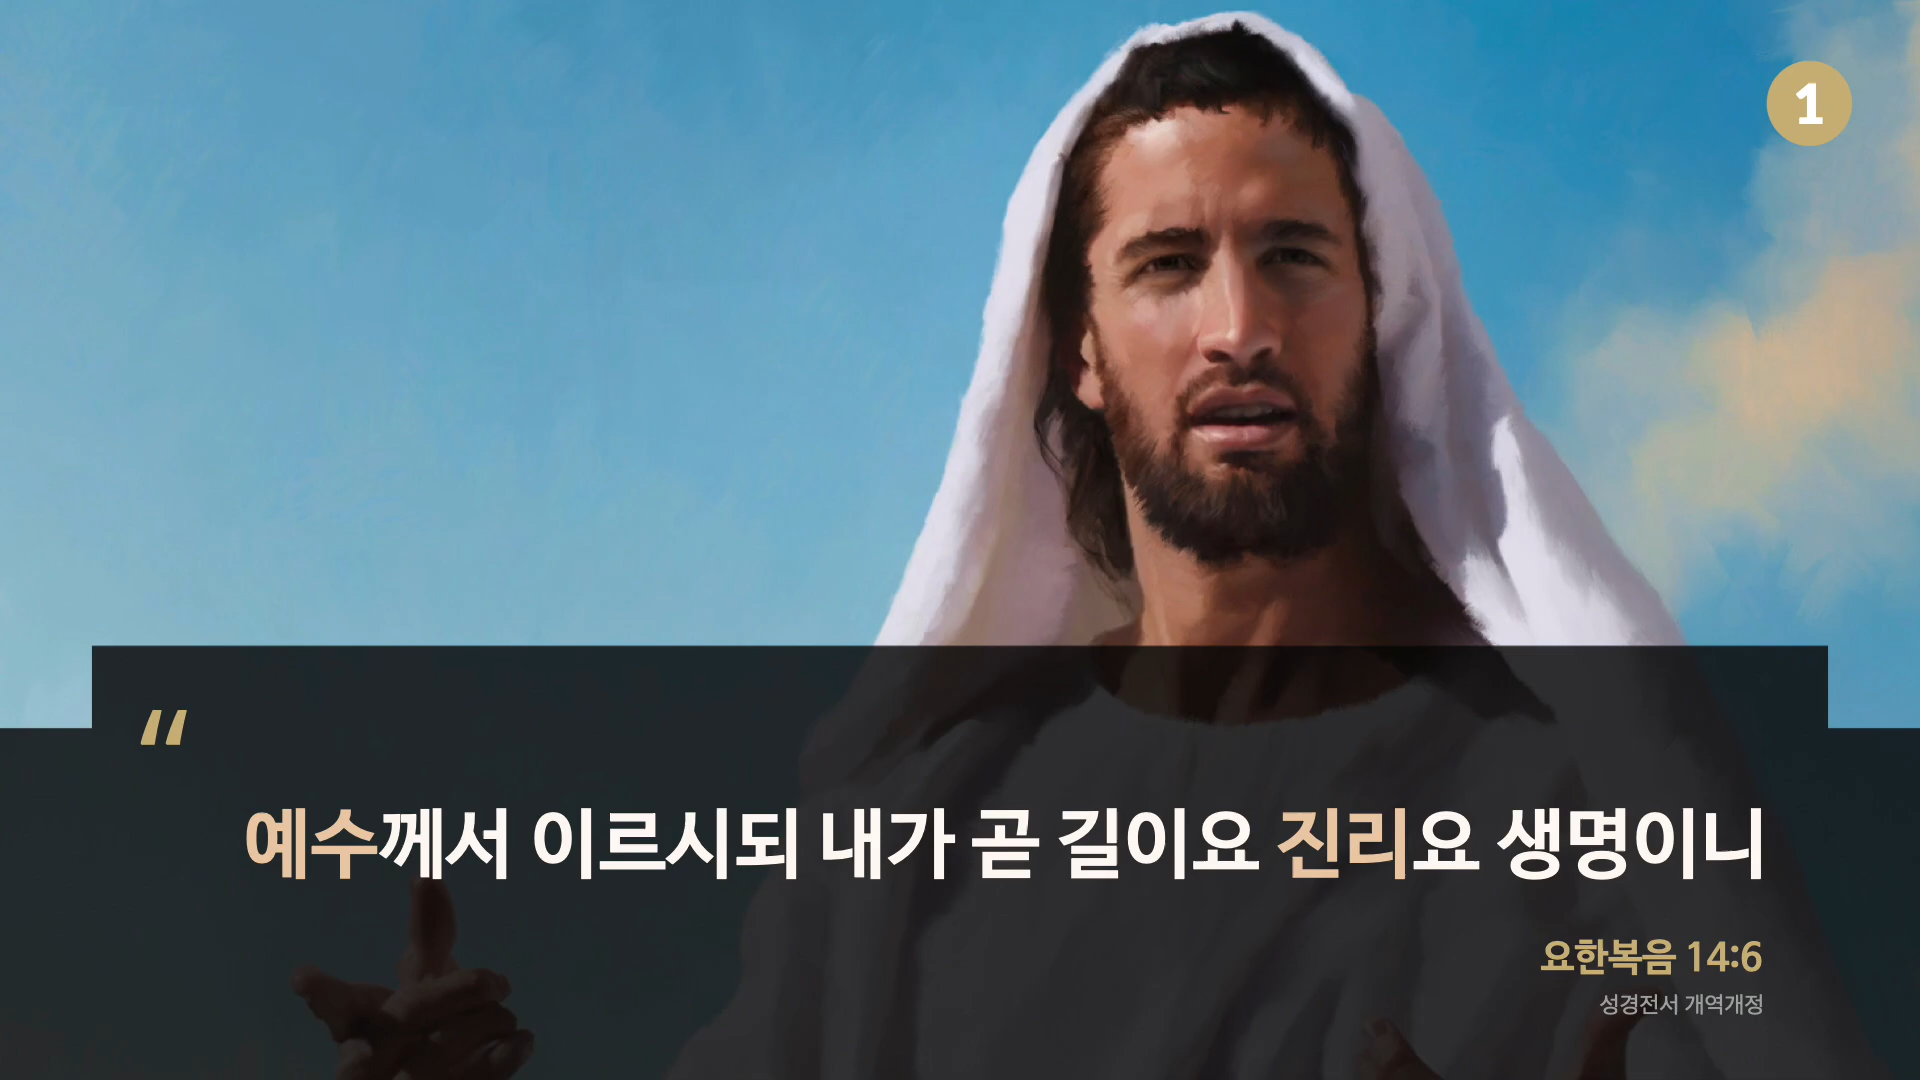 1
“
예수께서 이르시되 내가 곧 길이요 진리요 생명이니
요한복음 14:6
성경전서 개역개정